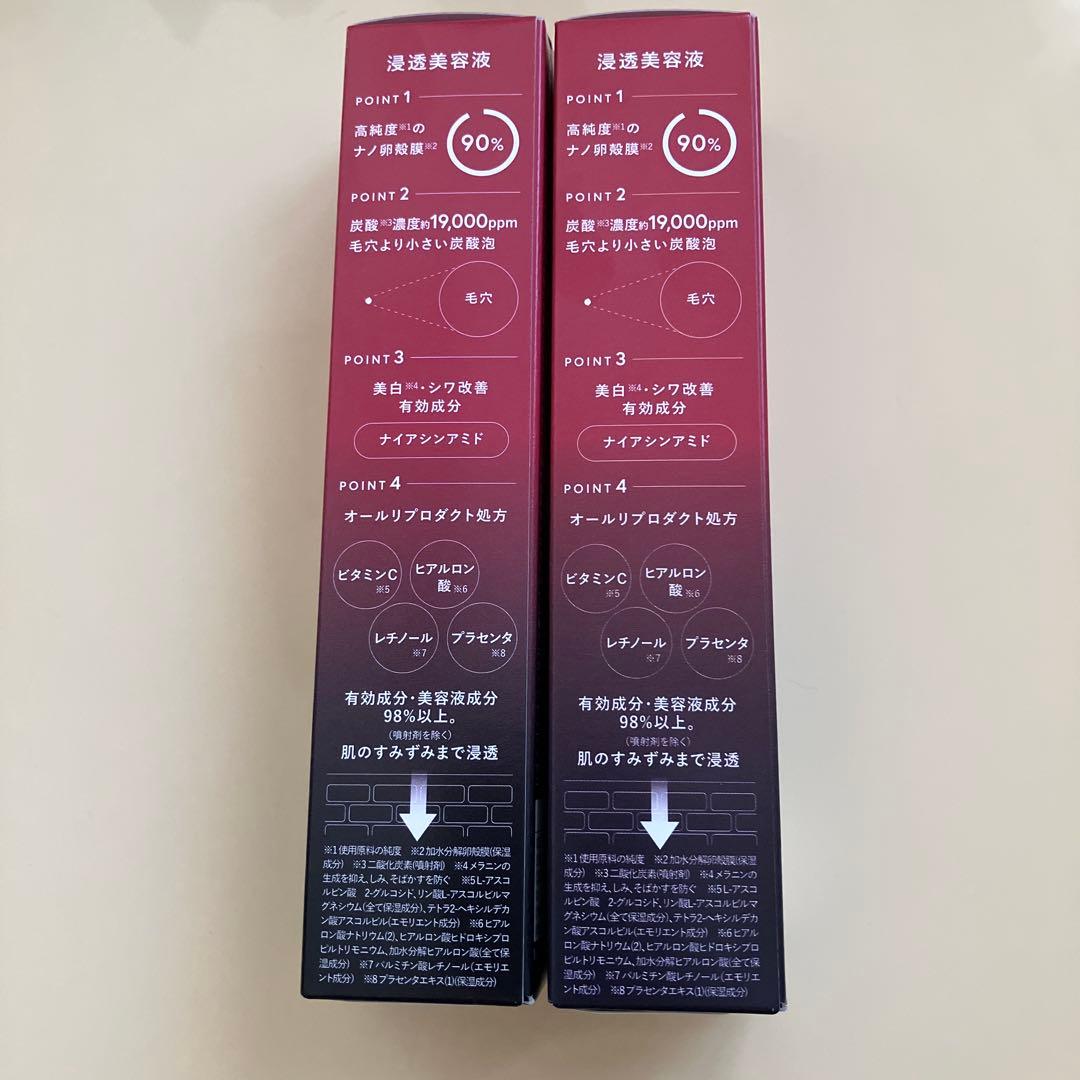 浸透美容液
POINT 1
高純度※1の
ナノ卵殻膜※2
90%
POINT 2
炭酸※3濃度約19,000ppm
毛穴より小さい炭酸泡
毛穴
POINT 3
美白※4・シワ改善
有効成分
ナイアシンアミド
POINT 4
オールリプロダクト処方
ビタミンC
※5
ヒアルロン
酸※6
レチノール
※7
プラセンタ
※8
有効成分・美容液成分
98%以上。
(噴射剤を除く)
肌のすみずみまで浸透
※1使用原料の純度 ※2加水分解卵殻膜(保湿
成分) ※3二酸化炭素(噴射剤) ※4メラニンの
生成を抑え、しみ、そばかすを防ぐ ※5 L-アスコ
ルビン酸 2-グルコシド、リン酸L-アスコルビルマ
グネシウム(全て保湿成分)、テトラ2-ヘキシルデカ
ン酸アスコルビル(エモリエント成分) ※6ヒアル
ロン酸ナトリウム(2)、ヒアルロン酸ヒドロキシプロ
ピルトリモニウム、加水分解ヒアルロン酸(全て保
湿成分) ※7パルミチン酸レチノール(エモリエ
ント成分) ※8プラセンタエキス(1)(保湿成分)
浸透美容液
POINT 1
高純度※1の
ナノ卵殻膜※2
90%
POINT 2
炭酸※3濃度約19,000ppm
毛穴より小さい炭酸泡
毛穴
POINT 3
美白※4・シワ改善
有効成分
ナイアシンアミド
POINT 4
オールリプロダクト処方
ビタミンC
※5
ヒアルロン
酸※6
レチノール
※7
プラセンタ
※8
有効成分・美容液成分
98%以上。
(噴射剤を除く)
肌のすみずみまで浸透
※1使用原料の純度 ※2加水分解卵殻膜(保湿
成分) ※3二酸化炭素(噴射剤) ※4メラニンの
生成を抑え、しみ、そばかすを防ぐ ※5 L-アスコ
ルビン酸 2-グルコシド、リン酸L-アスコルビルマ
グネシウム(全て保湿成分)、テトラ2-ヘキシルデカ
ン酸アスコルビル(エモリエント成分) ※6ヒアル
ロン酸ナトリウム(2)、ヒアルロン酸ヒドロキシプロ
ピルトリモニウム、加水分解ヒアルロン酸(全て保
湿成分) ※7パルミチン酸レチノール(エモリエ
ント成分) ※8プラセンタエキス(1)(保湿成分)